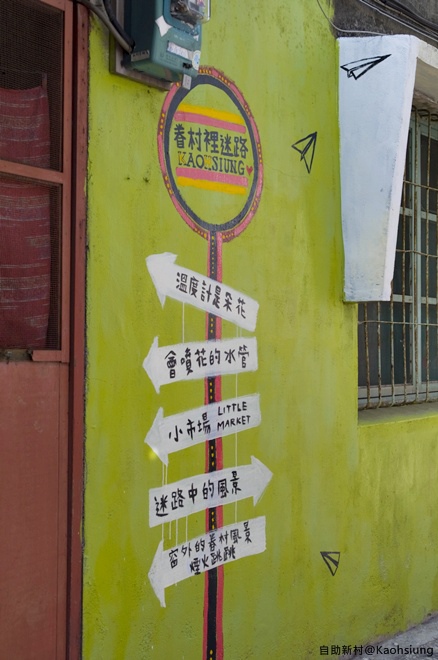 眷村裡迷路
KAOHSIUNG
溫度計是朵花
會噴花的水管
小市場 LITTLE MARKET
迷路中的風景
窗外的眷村風景
煙火跳跳
自助新村@Kaohsiung